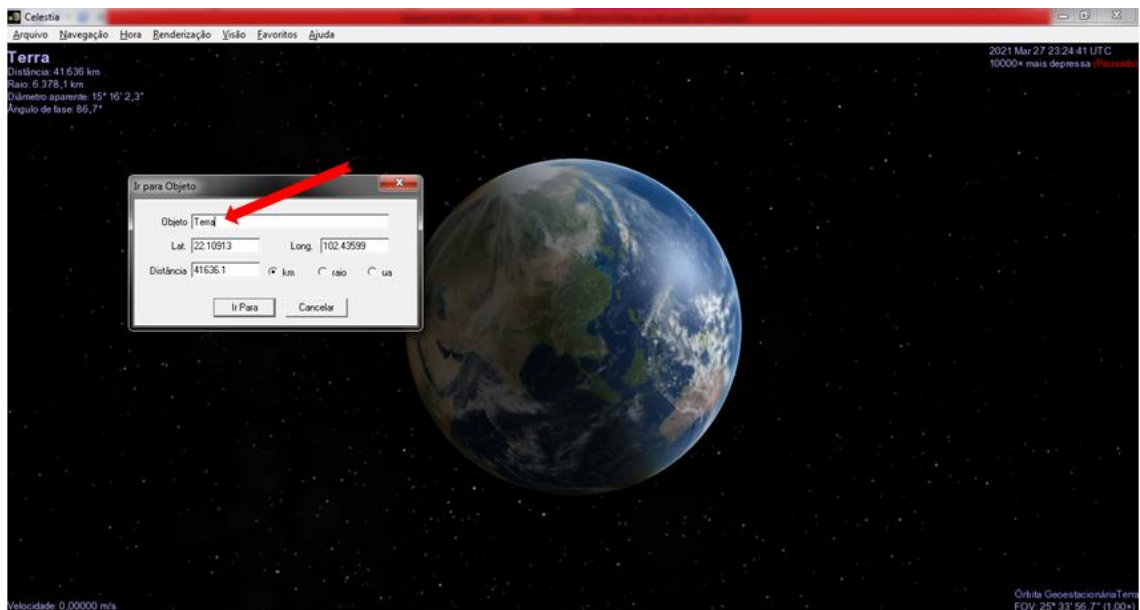 Celestia
Arquivo Navegação Hora Renderização Visão Favoritos Ajuda
Terra
Distância: 41.636 km
Raio: 6.378,1 km
Diâmetro aparente: 15° 16' 2,3"
Ângulo de fase: 86,7°
2021 Mar 27 23:24:41 UTC
10000× mais depressa (Pausado)
Ir para Objeto
Objeto Terra
Lat. 22.10913 Long. 102.43599
Distância 41636.1 km raio ua
Ir Para Cancelar
Velocidade: 0,00000 m/s
Órbita GeoestacionáriaTerra
FOV: 25° 33' 56,7" (1,00×)